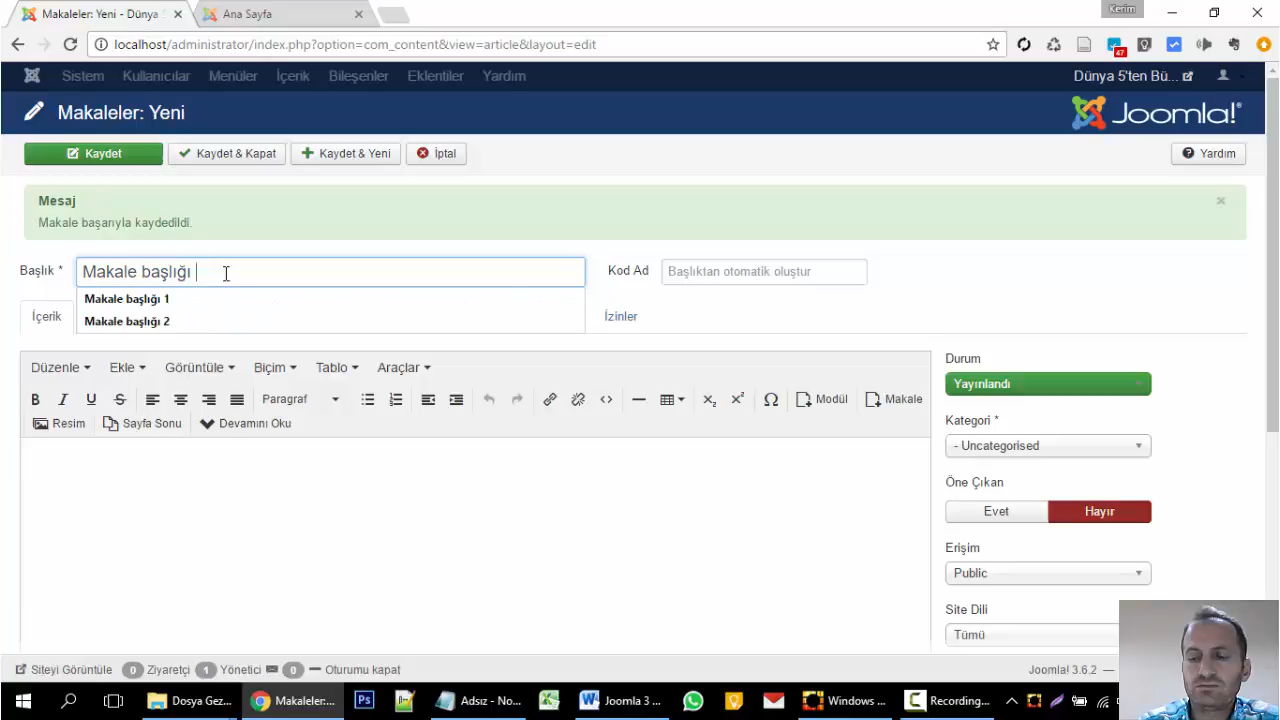 Makaleler: Yeni - Dünya 5
Ana Sayfa
Kerim
localhost/administrator/index.php?option=com_content&view=article&layout=edit
47
Sistem Kullanıcılar Menüler İçerik Bileşenler Eklentiler Yardım
Dünya 5'ten Bü...
Makaleler: Yeni
Joomla!®
Kaydet
Kaydet & Kapat
Kaydet & Yeni
İptal
Yardım
Mesaj
Makale başarıyla kaydedildi.
Başlık *
Makale başlığı
Kod Ad
Başlıktan otomatik oluştur
Makale başlığı 1
Makale başlığı 2
İçerik
İzinler
Düzenle Ekle Görüntüle Biçim Tablo Araçlar
Paragraf
Modül
Makale
Resim
Sayfa Sonu
Devamını Oku
Durum
Yayınlandı
Kategori *
- Uncategorised
Öne Çıkan
Evet
Hayır
Erişim
Public
Site Dili
Tümü
Siteyi Görüntüle 0 Ziyaretçi 1 Yönetici 0 Oturumu kapat
Joomla! 3.6.2 —
Dosya Gez...
Makaleler:...
Adsız - No...
Joomla 3 ...
Windows ...
Recording...